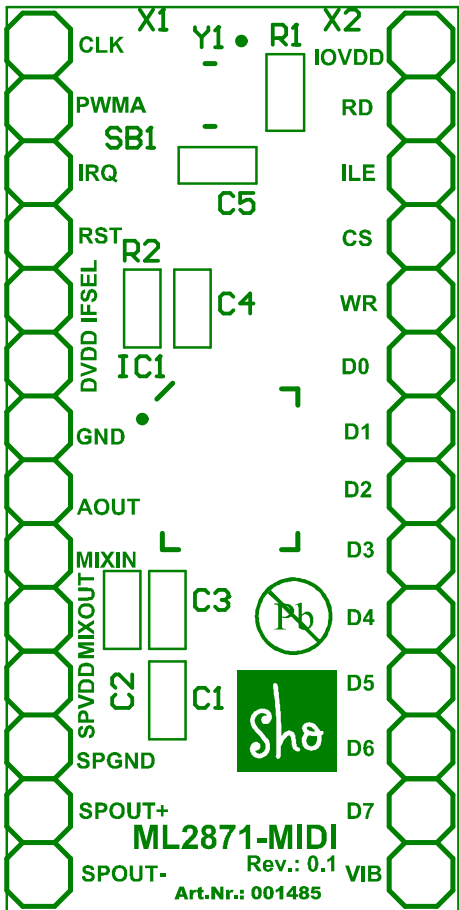 X1
X2
CLK
Y1
R1
IOVDD
PWMA
RD
SB1
IRQ
ILE
C5
RST
CS
R2
IFSEL
C4
WR
DVDD
IC1
D0
GND
D1
AOUT
D2
MIXIN
D3
MIXOUT
C3
Pb
D4
SPVDD
C2
C1
sho
D5
SPGND
D6
SPOUT+
D7
ML2871-MIDI
Rev.: 0.1
SPOUT-
VIB
Art.Nr.: 001485